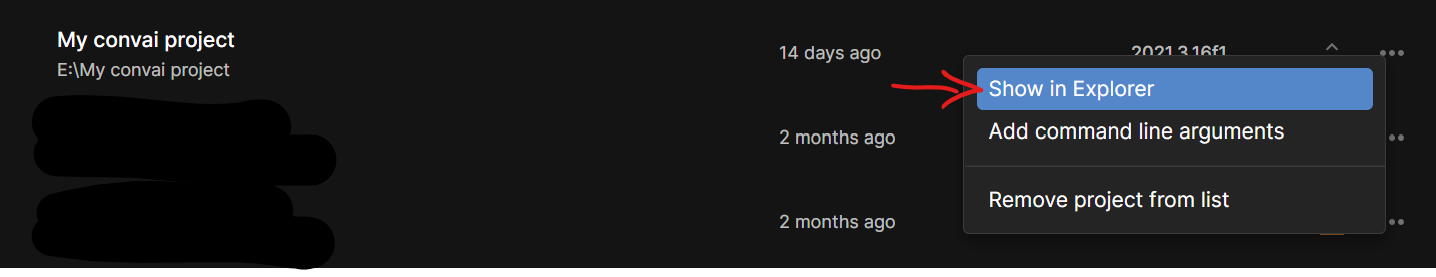 My convai project
E:\My convai project
14 days ago
2021.3.16f1
Show in Explorer
Add command line arguments
2 months ago
Remove project from list
2 months ago